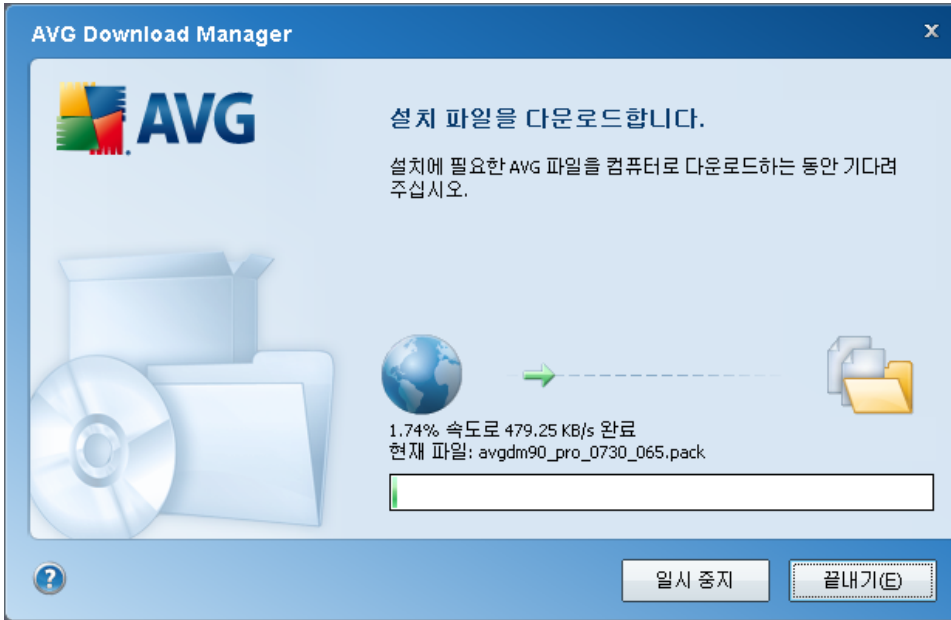 AVG Download Manager
x
AVG
설치 파일을 다운로드합니다.
설치에 필요한 AVG 파일을 컴퓨터로 다운로드하는 동안 기다려
주십시오.
1.74% 속도로 479.25 KB/s 완료
현재 파일: avgdm90_pro_0730_065.pack
?
일시 중지
끝내기(E)